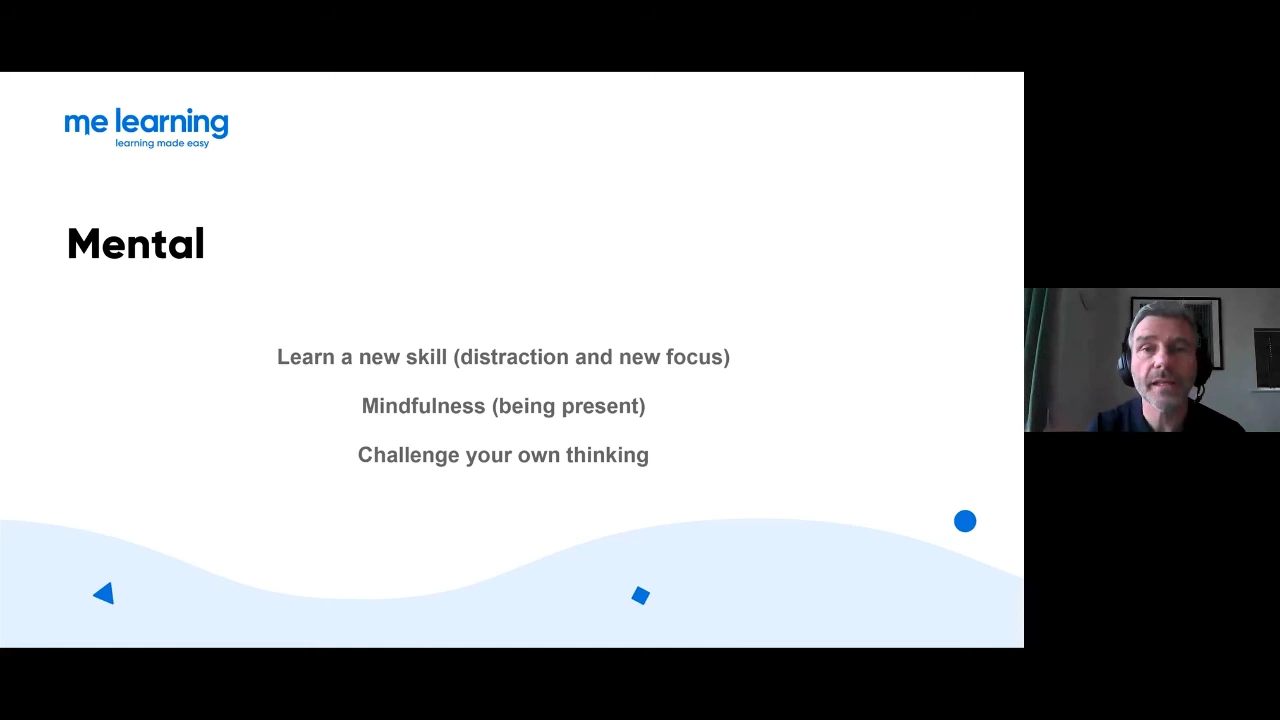 me learning
learning made easy
Mental
Learn a new skill (distraction and new focus)
Mindfulness (being present)
Challenge your own thinking